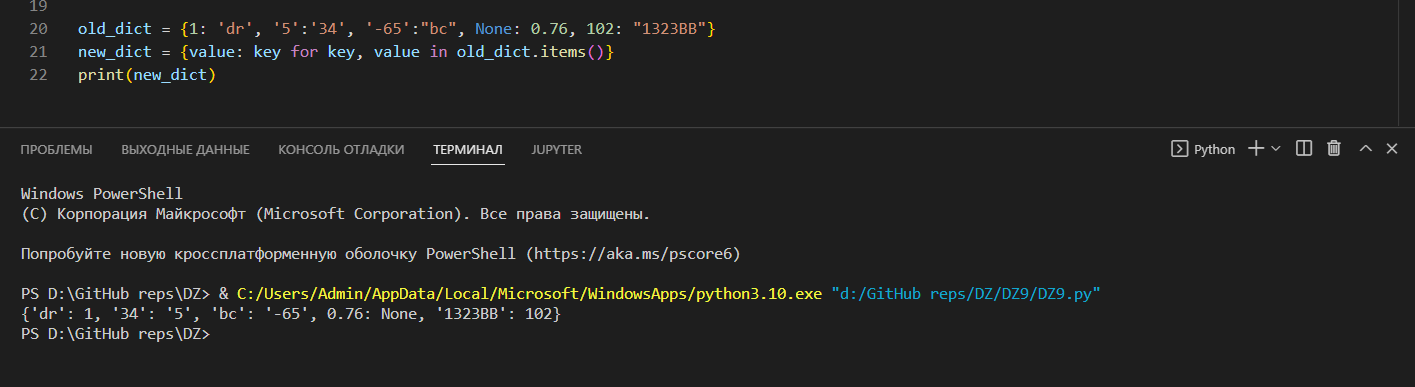 19
20 old_dict = {1: 'dr', '5':'34', '-65':"bc", None: 0.76, 102: "1323BB"}
21 new_dict = {value: key for key, value in old_dict.items()}
22 print(new_dict)
ПРОБЛЕМЫ ВЫХОДНЫЕ ДАННЫЕ КОНСОЛЬ ОТЛАДКИ ТЕРМИНАЛ JUPYTER Python
Windows PowerShell
(C) Корпорация Майкрософт (Microsoft Corporation). Все права защищены.
Попробуйте новую кроссплатформенную оболочку PowerShell (https://aka.ms/pscore6)
PS D:\GitHub reps\DZ> & C:/Users/Admin/AppData/Local/Microsoft/WindowsApps/python3.10.exe "d:/GitHub reps/DZ/DZ9/DZ9.py"
{'dr': 1, '34': '5', 'bc': '-65', 0.76: None, '1323BB': 102}
PS D:\GitHub reps\DZ>